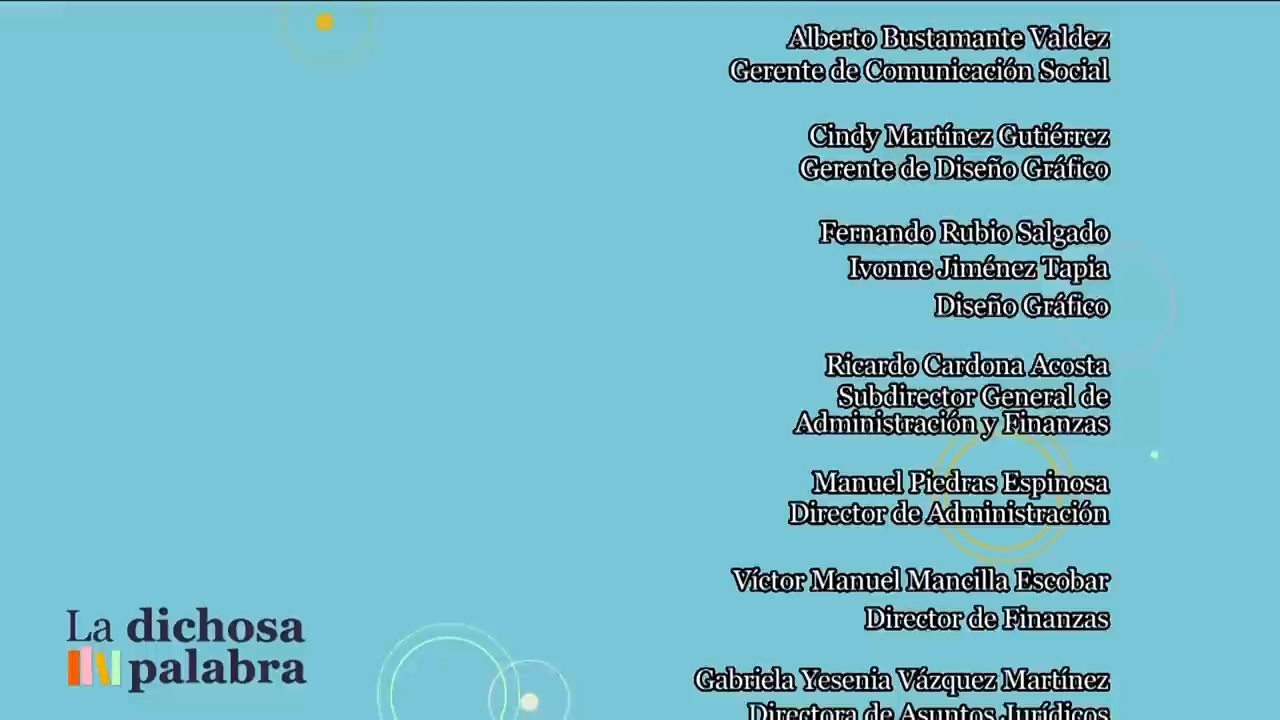 Alberto Bustamante Valdez
Gerente de Comunicación Social
Cindy Martínez Gutiérrez
Gerente de Diseño Gráfico
Fernando Rubio Salgado
Ivonne Jiménez Tapia
Diseño Gráfico
Ricardo Cardona Acosta
Subdirector General de
Administración y Finanzas
Manuel Piedras Espinosa
Director de Administración
Víctor Manuel Mancilla Escobar
Director de Finanzas
Gabriela Yesenia Vázquez Martínez
Directora de Asuntos Jurídicos
La dichosa
palabra